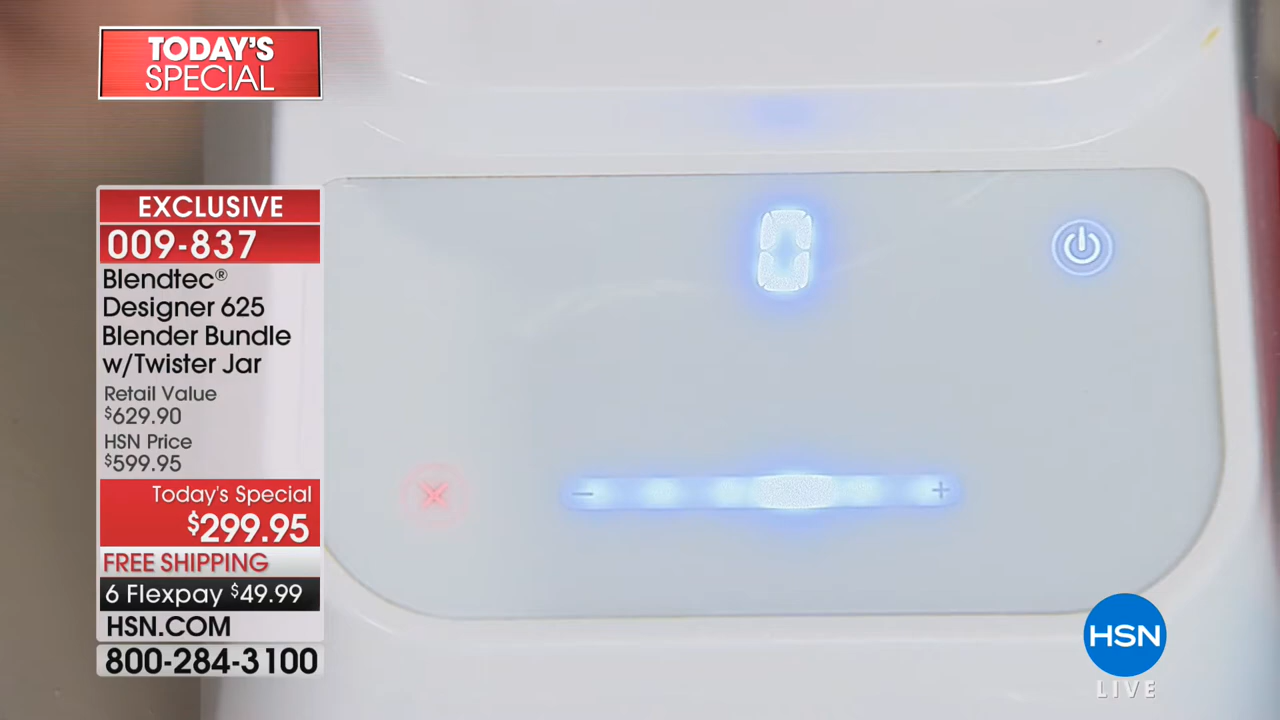 TODAY'S
SPECIAL
EXCLUSIVE
009-837
Blendtec®
Designer 625
Blender Bundle
w/Twister Jar
Retail Value
$629.90
HSN Price
$599.95
Today's Special
$299.95
FREE SHIPPING
6 Flexpay $49.99
HSN.COM
800-284-3100
0
- +
HSN
LIVE